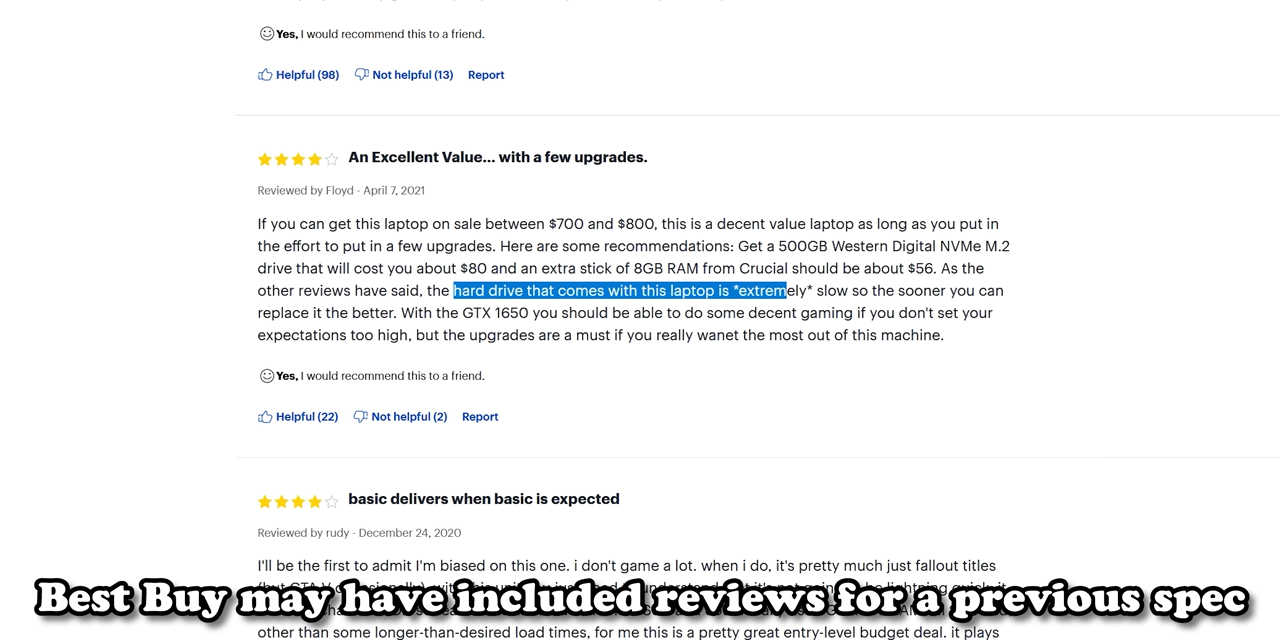 Yes, I would recommend this to a friend.
Helpful (98) Not helpful (13) Report
An Excellent Value... with a few upgrades.
Reviewed by Floyd - April 7, 2021
If you can get this laptop on sale between $700 and $800, this is a decent value laptop as long as you put in
the effort to put in a few upgrades. Here are some recommendations: Get a 500GB Western Digital NVMe M.2
drive that will cost you about $80 and an extra stick of 8GB RAM from Crucial should be about $56. As the
other reviews have said, the hard drive that comes with this laptop is *extremely* slow so the sooner you can
replace it the better. With the GTX 1650 you should be able to do some decent gaming if you don't set your
expectations too high, but the upgrades are a must if you really wanet the most out of this machine.
Yes, I would recommend this to a friend.
Helpful (22) Not helpful (2) Report
basic delivers when basic is expected
Reviewed by rudy - December 24, 2020
I'll be the first to admit I'm biased on this one. i don't game a lot. when i do, it's pretty much just fallout titles
Best Buy may have included reviews for a previous spec
other than some longer-than-desired load times, for me this is a pretty great entry-level budget deal. it plays